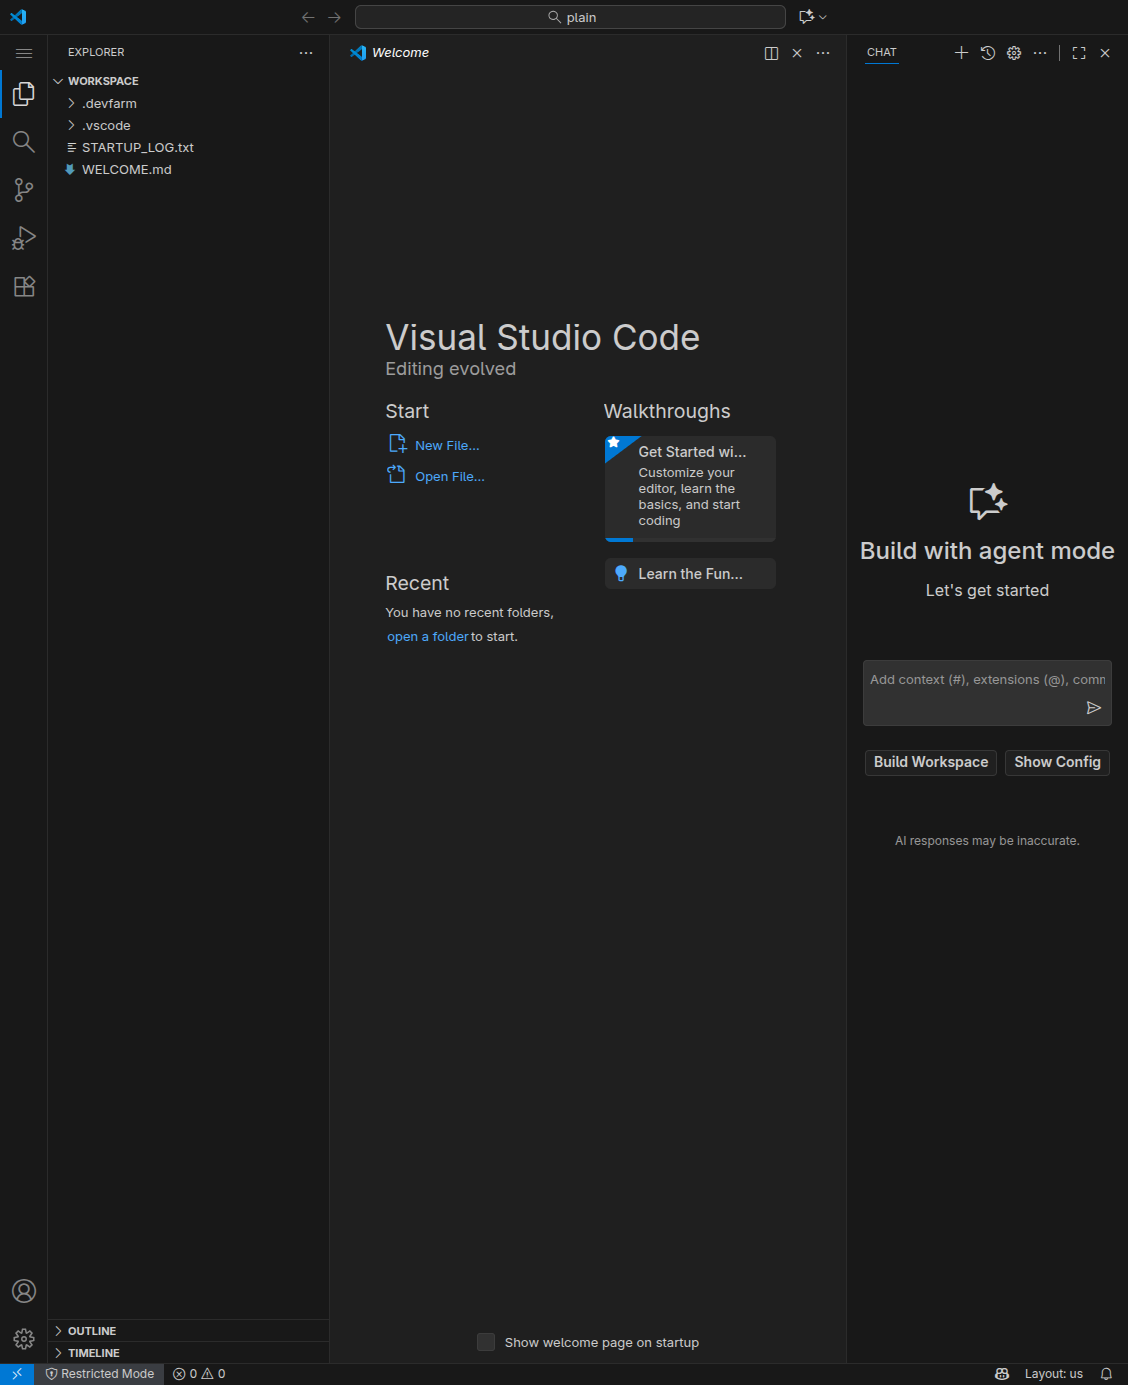 plain
EXPLORER
WORKSPACE
.devfarm
.vscode
STARTUP_LOG.txt
WELCOME.md
OUTLINE
TIMELINE
Welcome
Visual Studio Code
Editing evolved
Start
New File...
Open File...
Recent
You have no recent folders,
open a folder to start.
Walkthroughs
Get Started wi...
Customize your
editor, learn the
basics, and start
coding
Learn the Fun...
Show welcome page on startup
CHAT
Build with agent mode
Let's get started
Add context (#), extensions (@), comm
Build Workspace
Show Config
AI responses may be inaccurate.
Restricted Mode
0
0
Layout: us